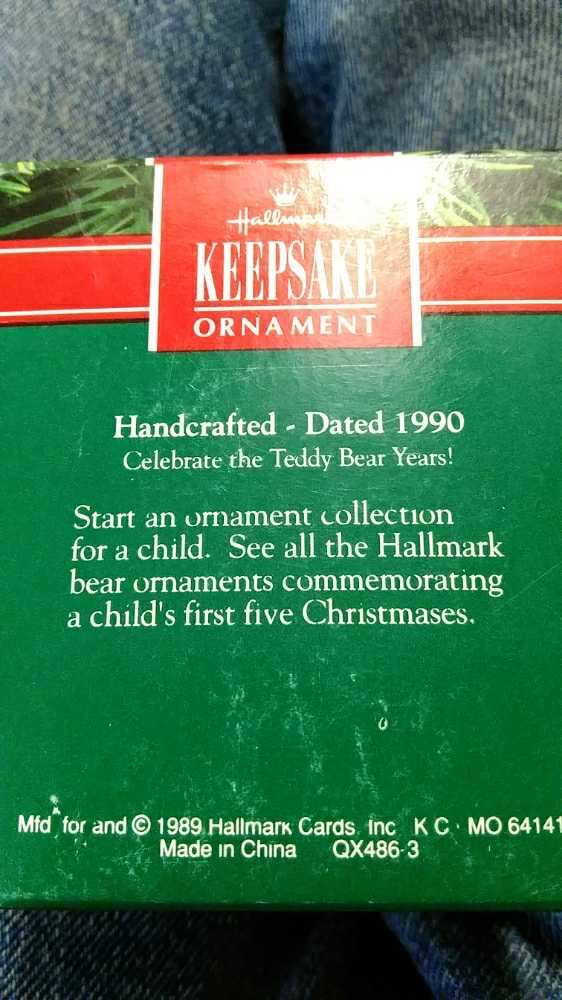 Hallmark
KEEPSAKE
ORNAMENT
Handcrafted - Dated 1990
Celebrate the Teddy Bear Years!
Start an ornament collection
for a child. See all the Hallmark
bear ornaments commemorating
a child's first five Christmases.
Mfd for and © 1989 Hallmark Cards Inc K C MO 64141
Made in China QX486-3